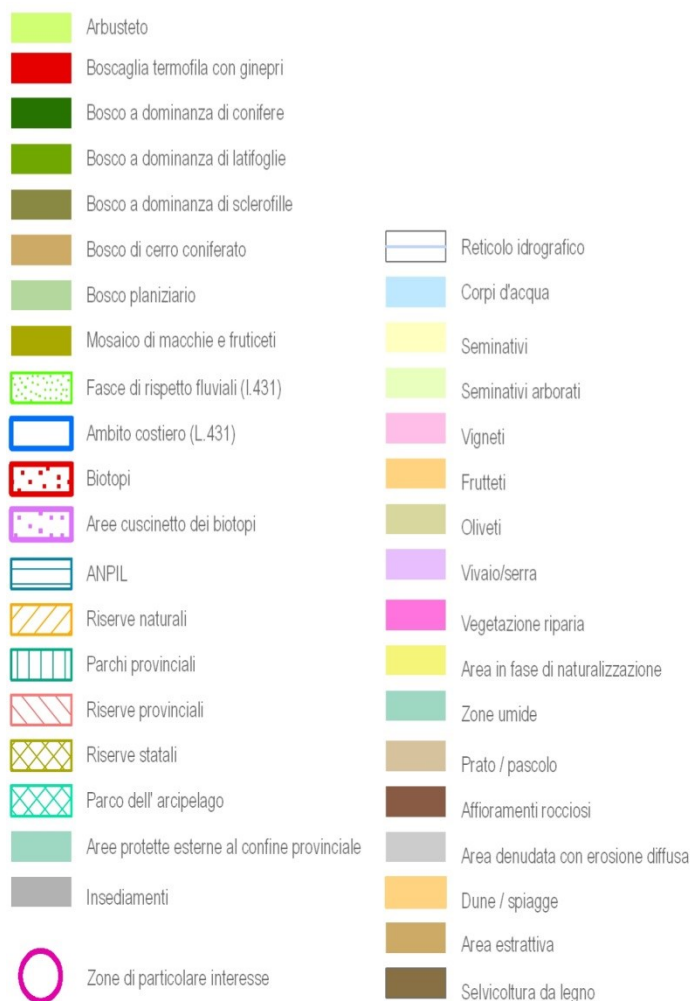 Arbusteto
Boscaglia termofila con ginepri
Bosco a dominanza di conifere
Bosco a dominanza di latifoglie
Bosco a dominanza di sclerofille
Bosco di cerro coniferato
Bosco planiziario
Mosaico di macchie e fruticeti
Fasce di rispetto fluviali (l.431)
Ambito costiero (L.431)
Biotopi
Aree cuscinetto dei biotopi
ANPIL
Riserve naturali
Parchi provinciali
Riserve provinciali
Riserve statali
Parco dell' arcipelago
Aree protette esterne al confine provinciale
Insediamenti
Zone di particolare interesse
Reticolo idrografico
Corpi d'acqua
Seminativi
Seminativi arborati
Vigneti
Frutteti
Oliveti
Vivaio/serra
Vegetazione riparia
Area in fase di naturalizzazione
Zone umide
Prato / pascolo
Affioramenti rocciosi
Area denudata con erosione diffusa
Dune / spiagge
Area estrattiva
Selvicoltura da legno